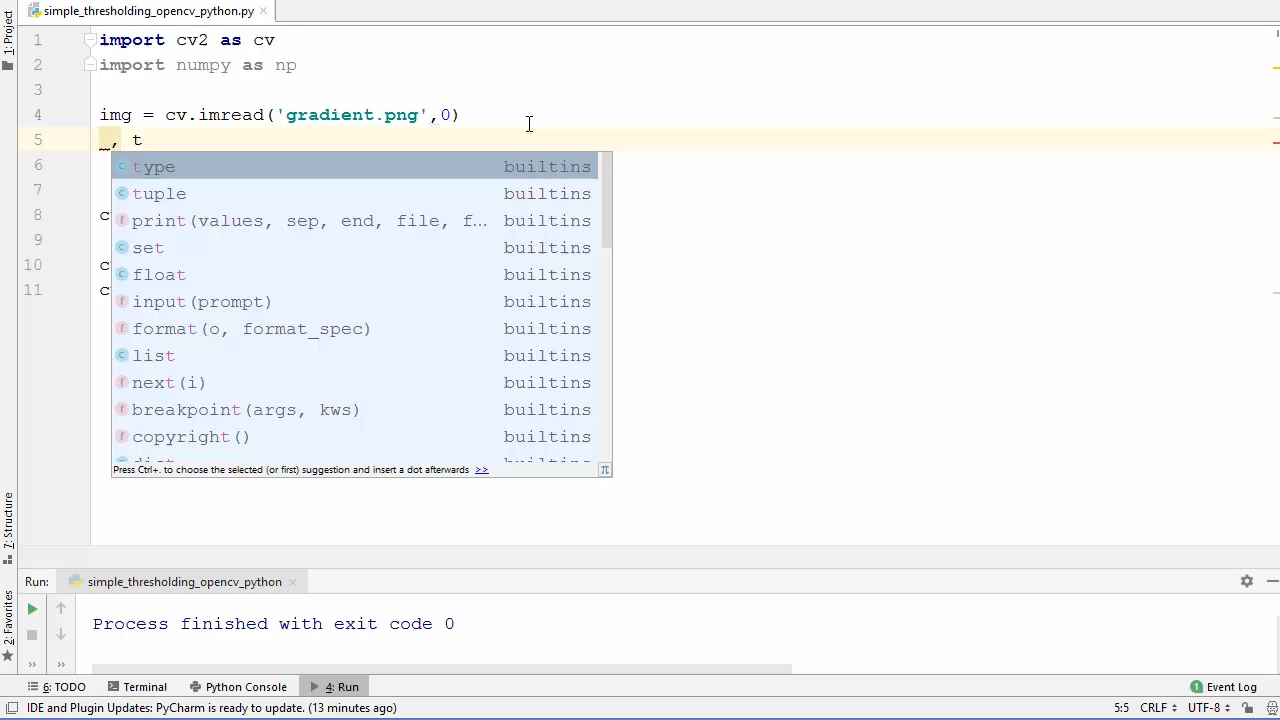 simple_thresholding_opencv_python.py
1: Project
1 import cv2 as cv
2 import numpy as np
3
4 img = cv.imread('gradient.png',0)
5 _, t
6 type builtins
7 tuple builtins
8 c print(values, sep, end, file, f... builtins
9 set builtins
10 c float builtins
11 c input(prompt) builtins
format(o, format_spec) builtins
list builtins
next(i) builtins
breakpoint(args, kws) builtins
copyright() builtins
dict
Press Ctrl+. to choose the selected (or first) suggestion and insert a dot afterwards >> π
7: Structure
2: Favorites
Run: simple_thresholding_opencv_python
Process finished with exit code 0
6: TODO Terminal Python Console 4: Run 1 Event Log
IDE and Plugin Updates: PyCharm is ready to update. (13 minutes ago) 5:5 CRLF UTF-8